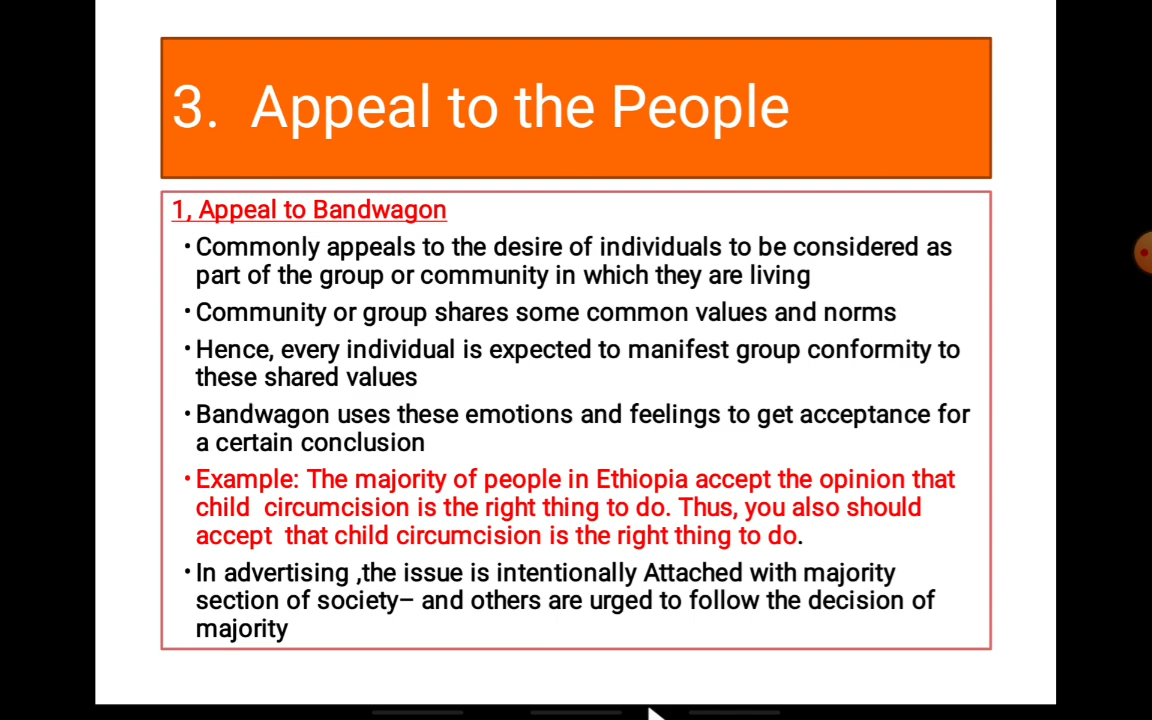 3. Appeal to the People
1, Appeal to Bandwagon
• Commonly appeals to the desire of individuals to be considered as
part of the group or community in which they are living
• Community or group shares some common values and norms
• Hence, every individual is expected to manifest group conformity to
these shared values
• Bandwagon uses these emotions and feelings to get acceptance for
a certain conclusion
• Example: The majority of people in Ethiopia accept the opinion that
child circumcision is the right thing to do. Thus, you also should
accept that child circumcision is the right thing to do.
• In advertising ,the issue is intentionally Attached with majority
section of society– and others are urged to follow the decision of
majority